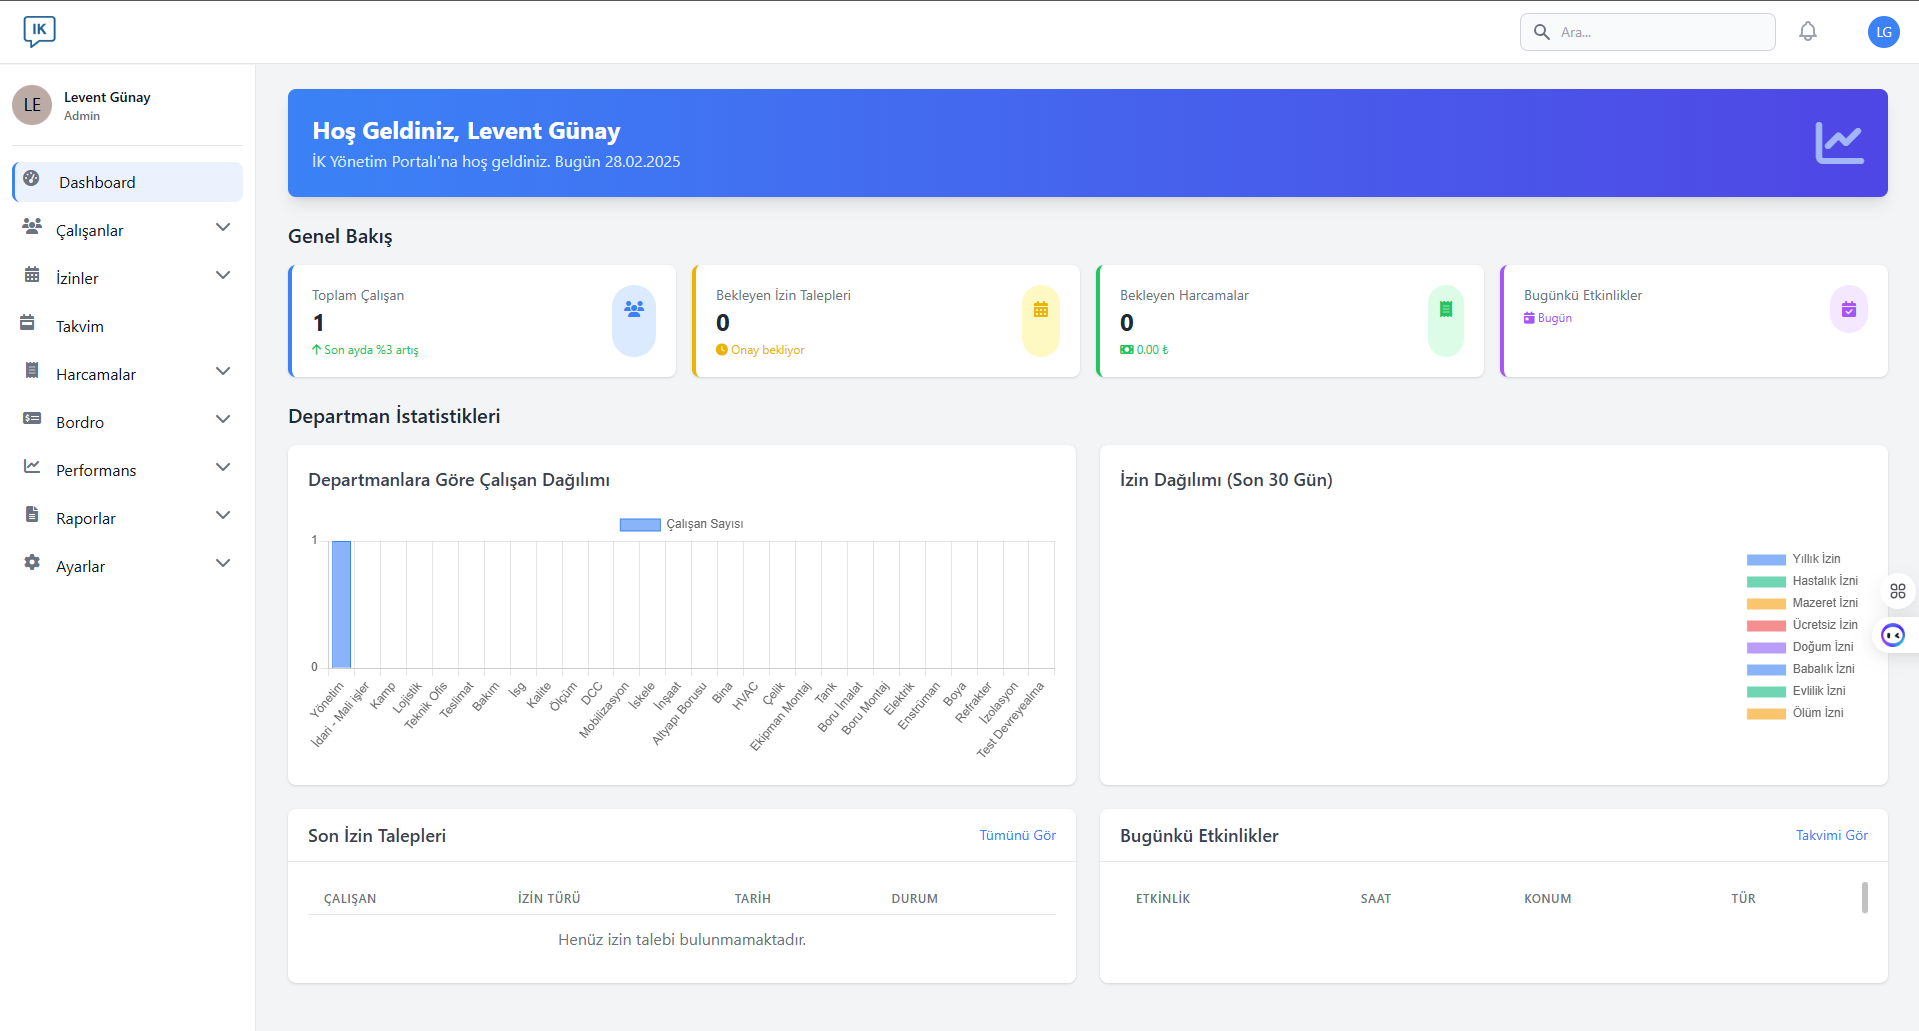 IK
Ara...
LG
LE
Levent Günay
Admin
Dashboard
Çalışanlar
İzinler
Takvim
Harcamalar
Bordro
Performans
Raporlar
Ayarlar
Hoş Geldiniz, Levent Günay
İK Yönetim Portalı'na hoş geldiniz. Bugün 28.02.2025
Genel Bakış
Toplam Çalışan
1
Son ayda %3 artış
Bekleyen İzin Talepleri
0
Onay bekliyor
Bekleyen Harcamalar
0
0.00 ₺
Bugünkü Etkinlikler
Bugün
Departman İstatistikleri
Departmanlara Göre Çalışan Dağılımı
Çalışan Sayısı
1
0
Yönetim
İdari - Mali işler
Kamp
Lojistik
Teknik Ofis
Teslimat
Bakım
İsg
Kalite
Ölçüm
DCC
Mobilizasyon
İskele
İnşaat
Altyapı Borusu
Bina
HVAC
Çelik
Ekipman Montaj
Tank
Boru İmalat
Boru Montaj
Elektrik
Enstrüman
Boya
Refrakter
İzolasyon
Test Devreyealma
İzin Dağılımı (Son 30 Gün)
Yıllık İzin
Hastalık İzni
Mazeret İzni
Ücretsiz İzin
Doğum İzni
Babalık İzni
Evlilik İzni
Ölüm İzni
Son İzin Talepleri
Tümünü Gör
ÇALIŞAN İZİN TÜRÜ TARİH DURUM
Henüz izin talebi bulunmamaktadır.
Bugünkü Etkinlikler
Takvimi Gör
ETKİNLİK SAAT KONUM TÜR